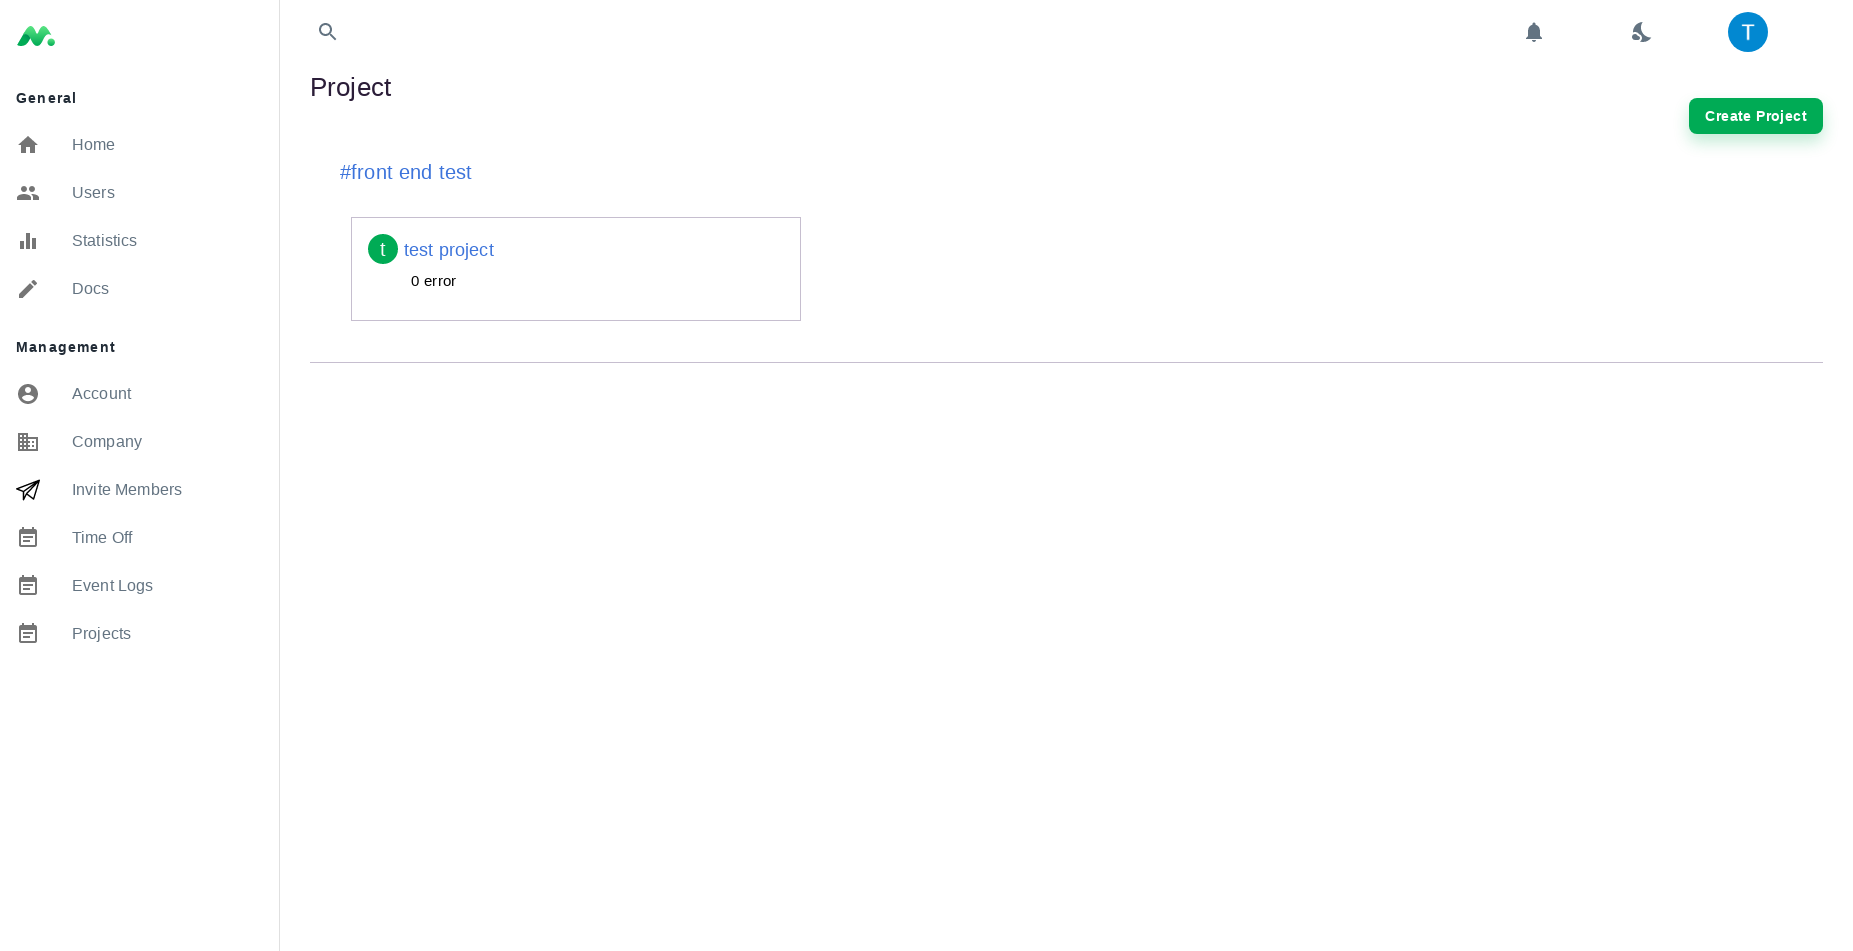 General
Home
Users
Statistics
Docs
Management
Account
Company
Invite Members
Time Off
Event Logs
Projects
T
Project
Create Project
#front end test
t test project
0 error